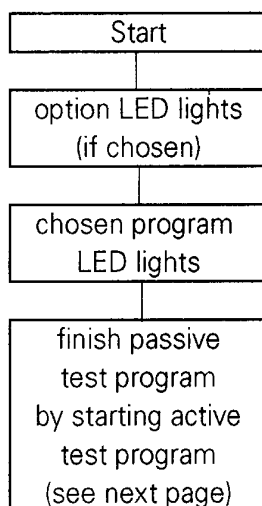 Start
option LED lights
(if chosen)
chosen program
LED lights
finish passive
test program
by starting active
test program
(see next page)